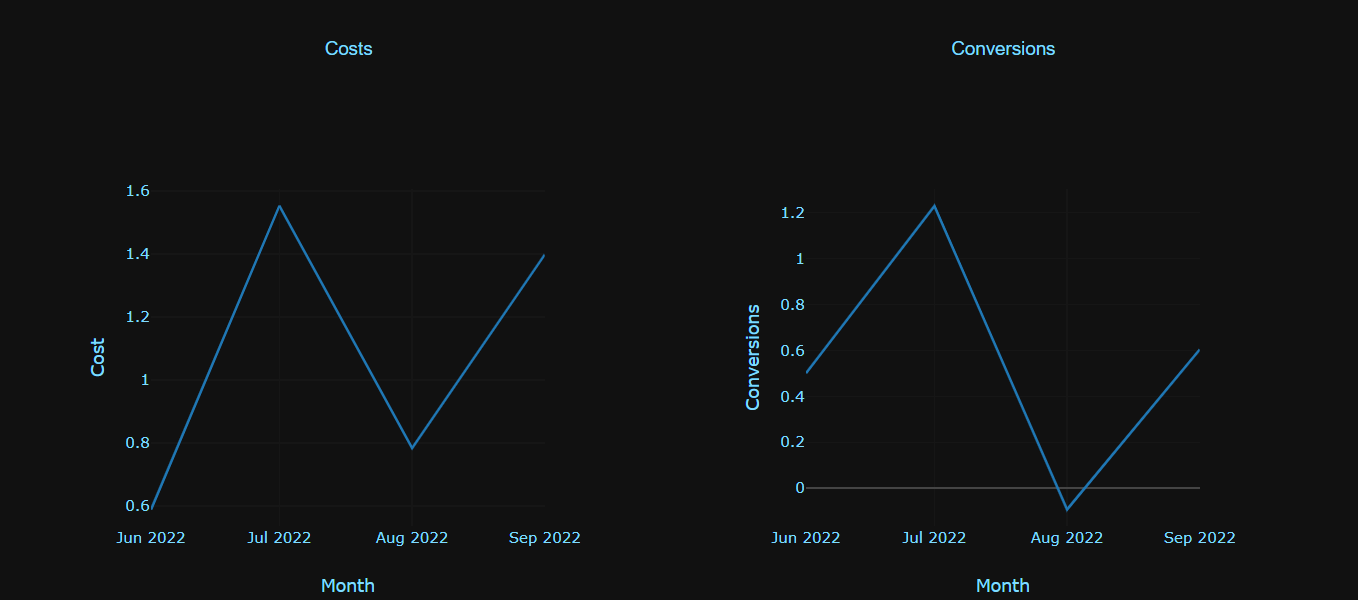 Costs
1.6
1.4
1.2
1
0.8
0.6
Cost
Jun 2022
Jul 2022
Aug 2022
Sep 2022
Month
Conversions
1.2
1
0.8
0.6
0.4
0.2
0
Conversions
Jun 2022
Jul 2022
Aug 2022
Sep 2022
Month